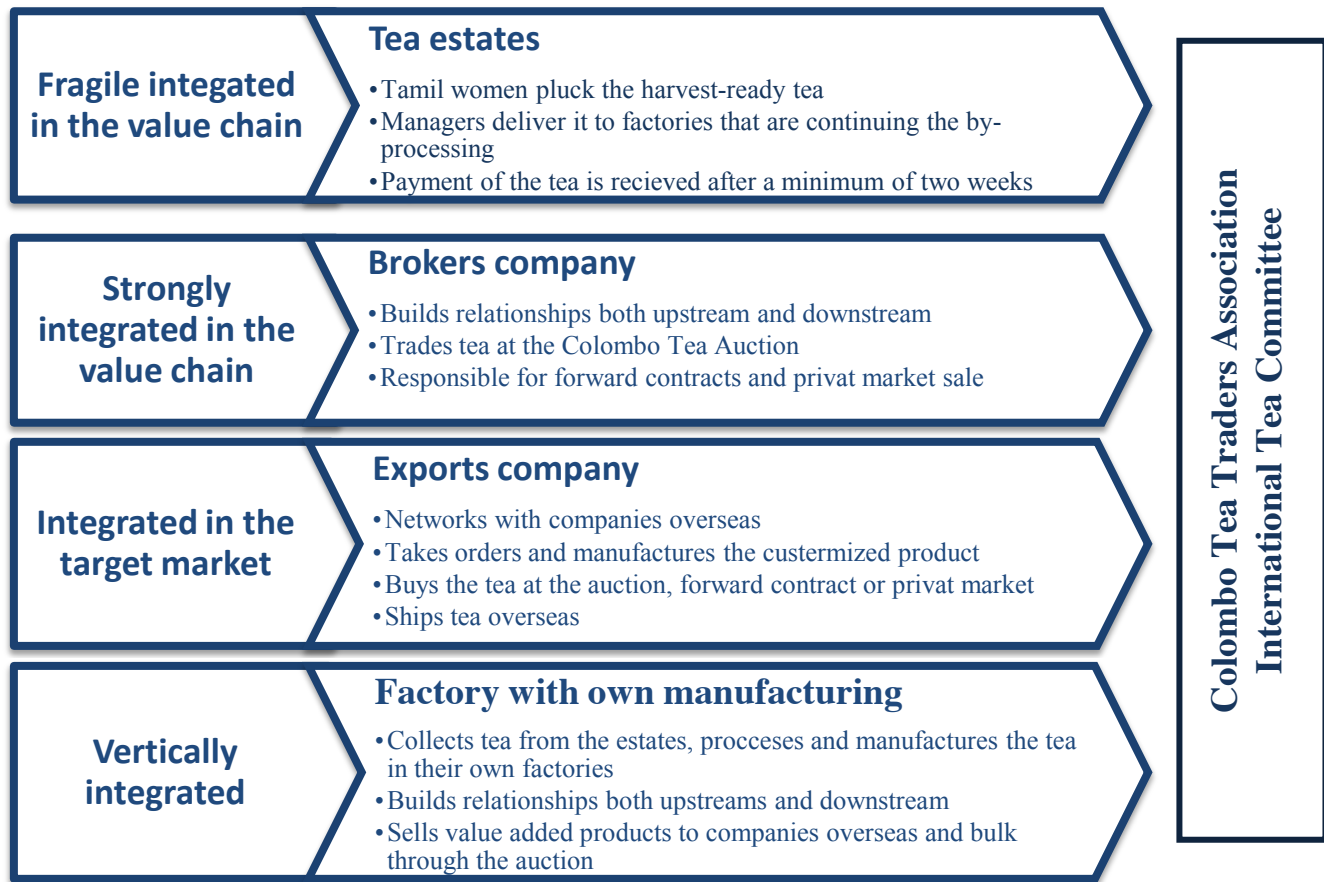 Fragile integated
in the value chain
Tea estates
•Tamil women pluck the harvest-ready tea
•Managers deliver it to factories that are continuing the by-
processing
•Payment of the tea is recieved after a minimum of two weeks
Strongly
integrated in the
value chain
Brokers company
•Builds relationships both upstream and downstream
•Trades tea at the Colombo Tea Auction
•Responsible for forward contracts and privat market sale
Integrated in the
target market
Exports company
•Networks with companies overseas
•Takes orders and manufactures the custermized product
•Buys the tea at the auction, forward contract or privat market
•Ships tea overseas
Vertically
integrated
Factory with own manufacturing
•Collects tea from the estates, procceses and manufactures the tea
in their own factories
•Builds relationships both upstreams and downstream
•Sells value added products to companies overseas and bulk
through the auction
Colombo Tea Traders Association
International Tea Committee